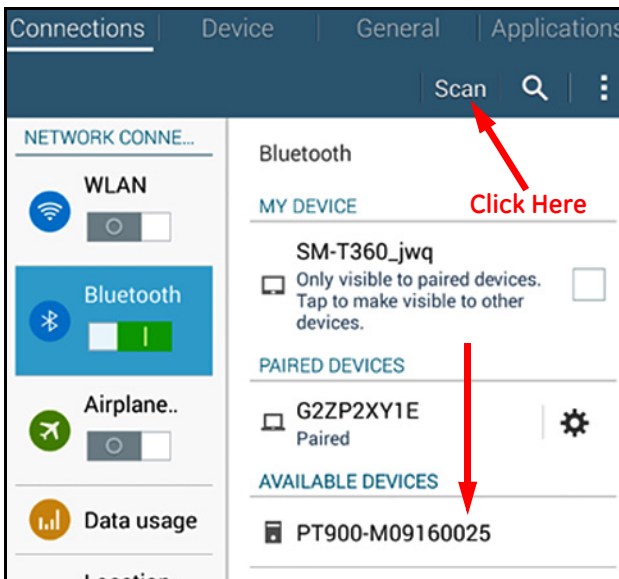 Connections Device General Applications
Scan
NETWORK CONNE...
WLAN
Bluetooth
Airplane..
Data usage
Location
Bluetooth
Click Here
MY DEVICE
SM-T360_jwq
Only visible to paired devices.
Tap to make visible to other
devices.
PAIRED DEVICES
G2ZP2XY1E
Paired
AVAILABLE DEVICES
PT900-M09160025